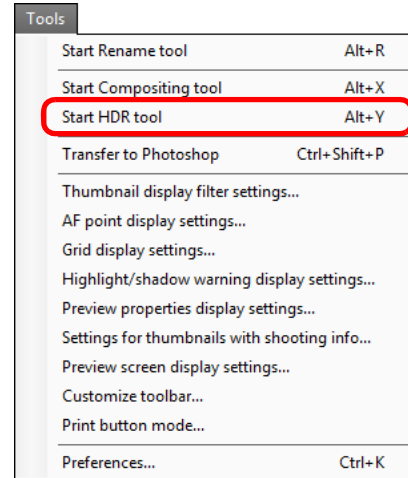 Tools
Start Rename tool Alt+R
Start Compositing tool Alt+X
Start HDR tool Alt+Y
Transfer to Photoshop Ctrl+Shift+P
Thumbnail display filter settings...
AF point display settings...
Grid display settings...
Highlight/shadow warning display settings...
Preview properties display settings...
Settings for thumbnails with shooting info...
Preview screen display settings...
Customize toolbar...
Print button mode...
Preferences... Ctrl+K